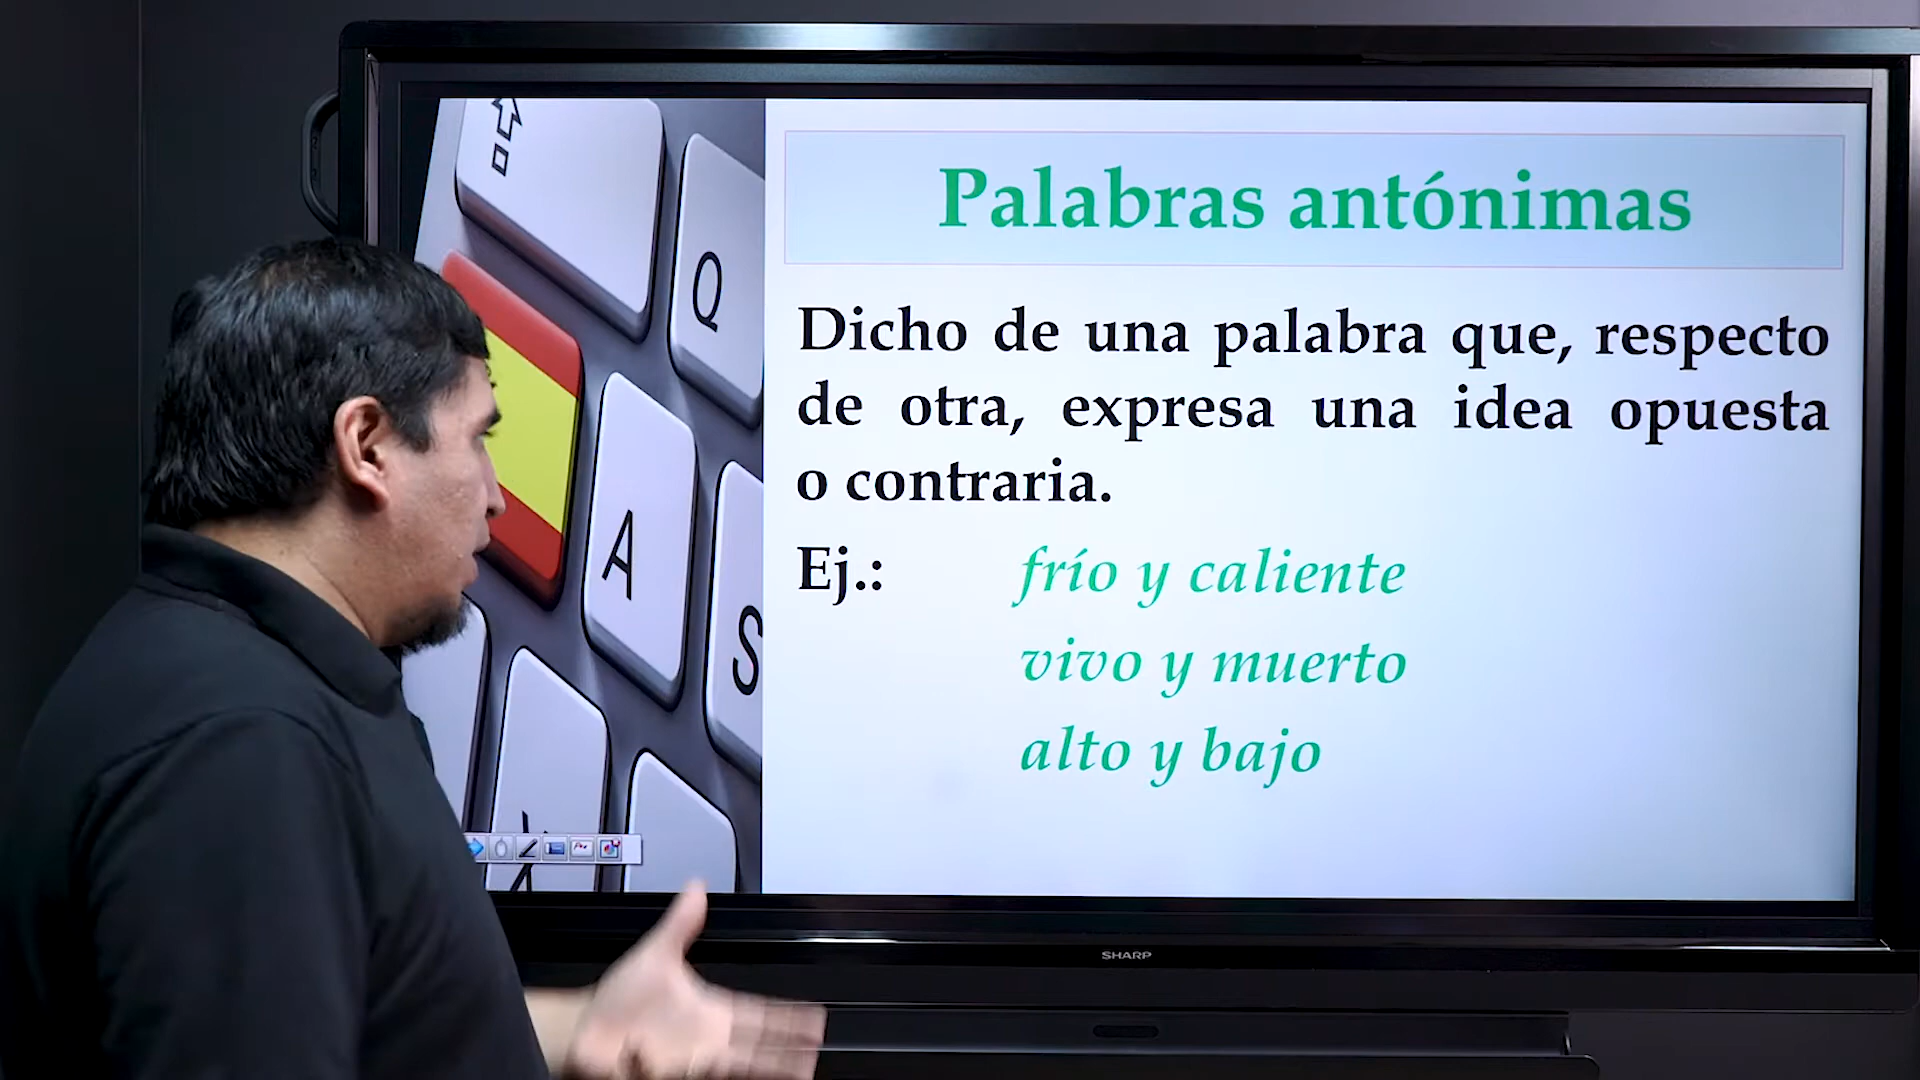 Palabras antónimas
Dicho de una palabra que, respecto
de otra, expresa una idea opuesta
o contraria.
Ej.: frío y caliente
vivo y muerto
alto y bajo
Q
A
S
SHARP